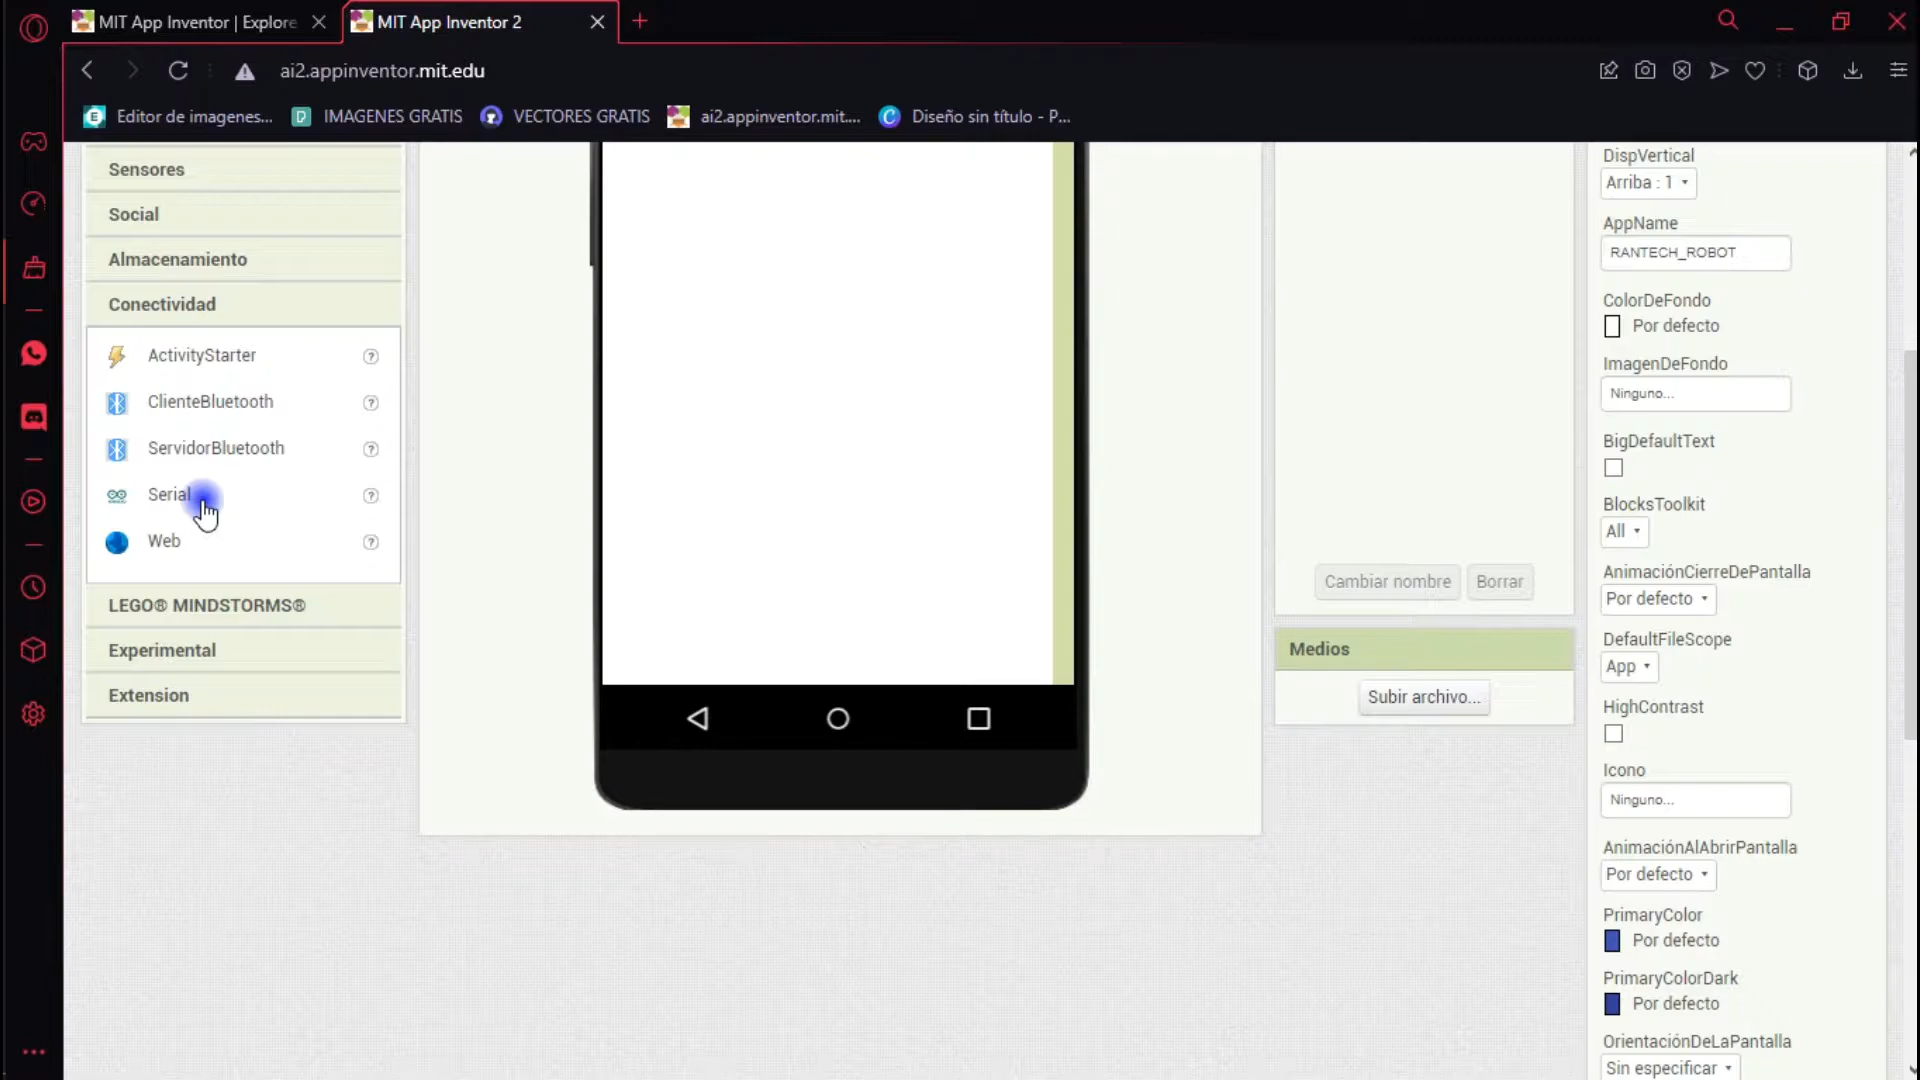 MIT App Inventor | Explore
MIT App Inventor 2
ai2.appinventor.mit.edu
Editor de imagenes...
IMAGENES GRATIS
VECTORES GRATIS
ai2.appinventor.mit....
Diseño sin título - P...
Sensores
Social
Almacenamiento
Conectividad
ActivityStarter ?
ClienteBluetooth ?
ServidorBluetooth ?
Serial ?
Web ?
LEGO® MINDSTORMS®
Experimental
Extension
Cambiar nombre
Borrar
Medios
Subir archivo...
DispVertical
Arriba : 1
AppName
RANTECH_ROBOT
ColorDeFondo
Por defecto
ImagenDeFondo
Ninguno...
BigDefaultText
BlocksToolkit
All
AnimaciónCierreDePantalla
Por defecto
DefaultFileScope
App
HighContrast
Icono
Ninguno...
AnimaciónAlAbrirPantalla
Por defecto
PrimaryColor
Por defecto
PrimaryColorDark
Por defecto
OrientaciónDeLaPantalla
Sin especificar